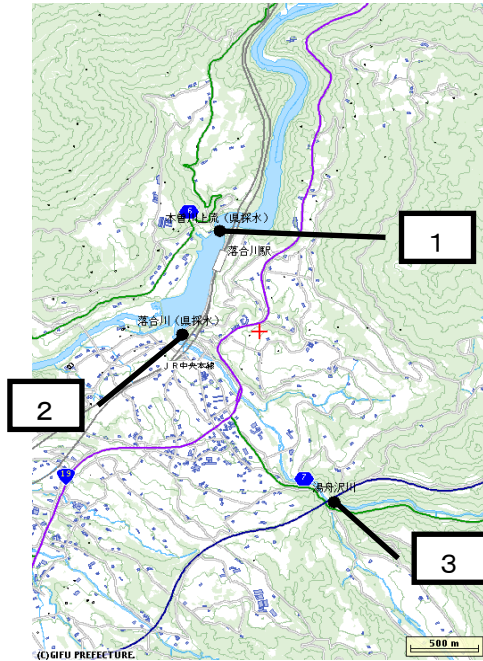 6
木曽川上流（県採水）
1
落合川駅
落合川（県採水）
JR中央本線
2
19
7
湯舟沢川
3
500 m
(C)GIFU PREFECTURE.